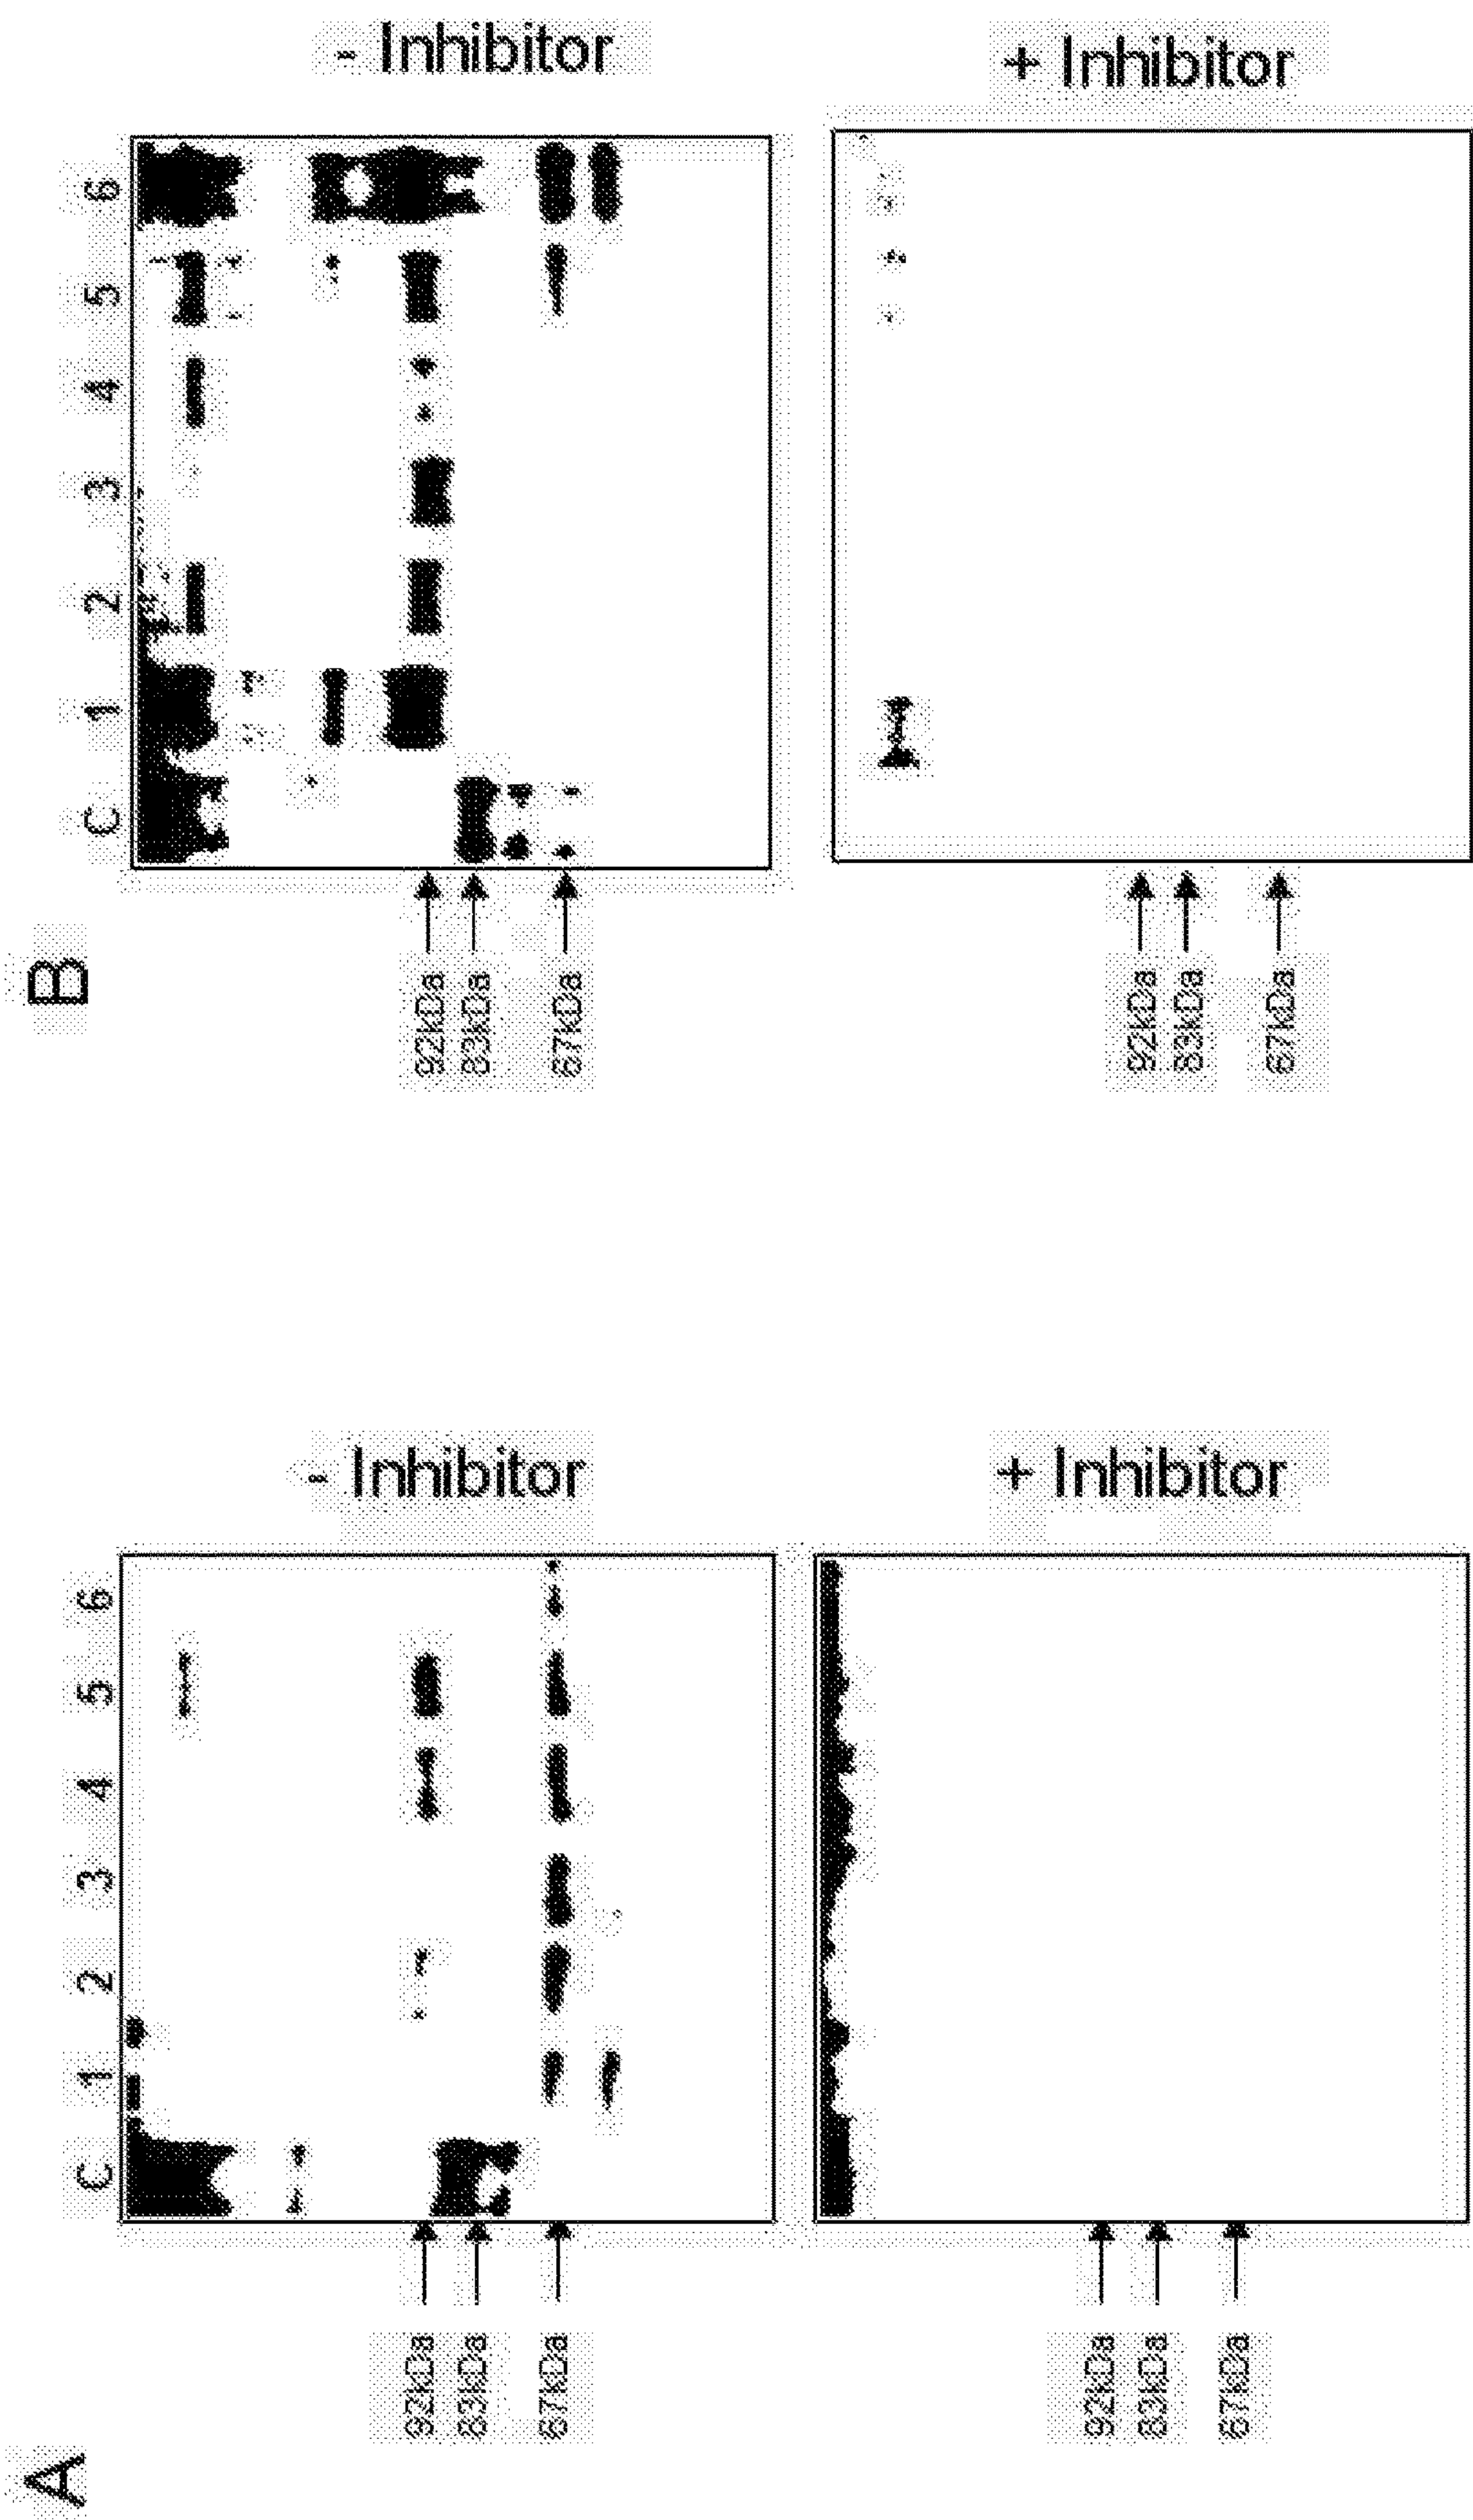 A
C 1 2 3 4 5 6
92kDa
83kDa
67kDa
- Inhibitor
92kDa
83kDa
67kDa
+ Inhibitor
B
C 1 2 3 4 5 6
92kDa
83kDa
67kDa
- Inhibitor
92kDa
83kDa
67kDa
+ Inhibitor